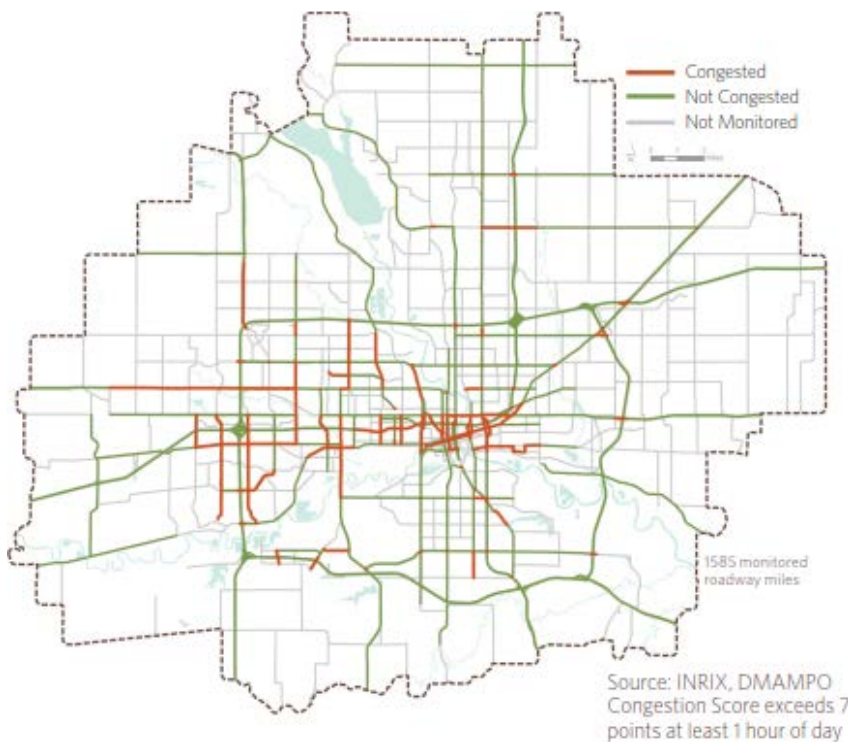 Congested
Not Congested
Not Monitored
1585 monitored
roadway miles
Source: INRIX, DMAMPO
Congestion Score exceeds 7
points at least 1 hour of day